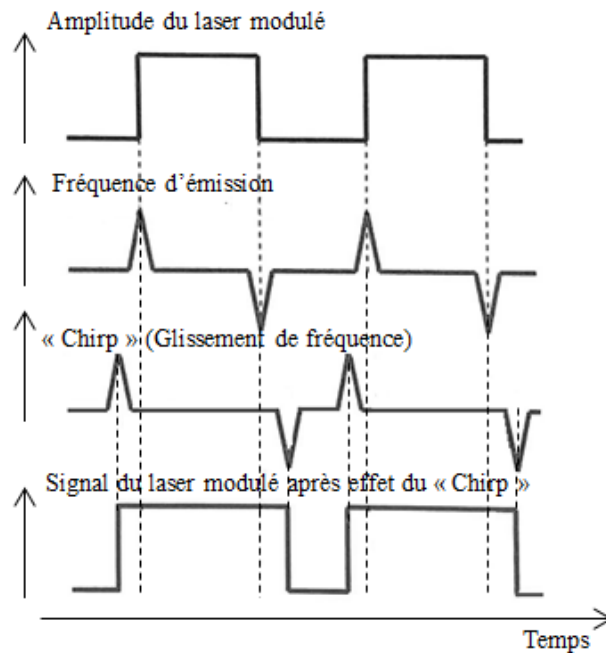 Amplitude du laser modulé
Fréquence d'émission
« Chirp » (Glissement de fréquence)
Signal du laser modulé après effet du « Chirp »
Temps